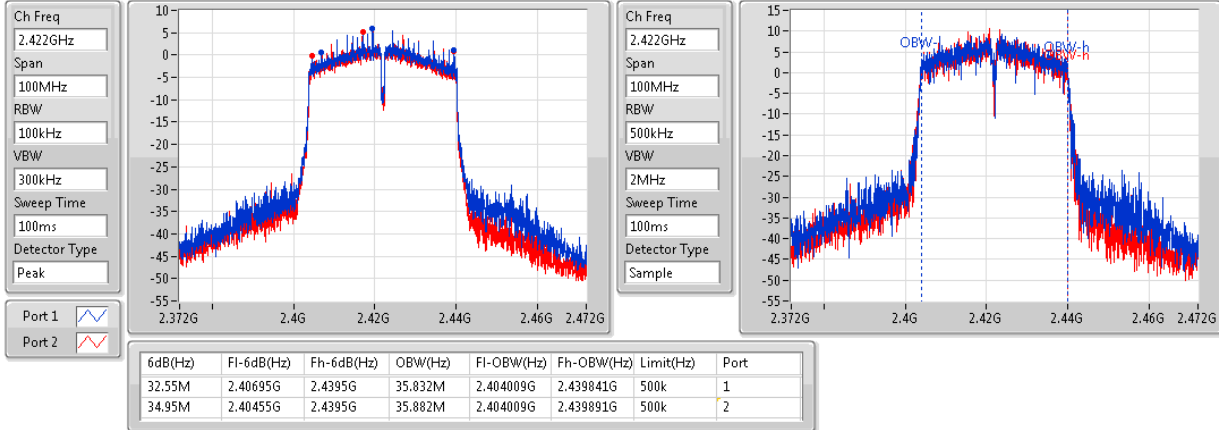 Ch Freq
2.422GHz
Span
100MHz
RBW
100kHz
VBW
300kHz
Sweep Time
100ms
Detector Type
Peak
Port 1
Port 2
10
5
0
-5
-10
-15
-20
-25
-30
-35
-40
-45
-50
-55
2.372G 2.4G 2.42G 2.44G 2.46G 2.472G
Ch Freq
2.422GHz
Span
100MHz
RBW
500kHz
VBW
2MHz
Sweep Time
100ms
Detector Type
Sample
15
10
5
0
-5
-10
-15
-20
-25
-30
-35
-40
-45
-50
-55
OBW-l
OBW-h
OBW-h
2.372G 2.4G 2.42G 2.44G 2.46G 2.472G
6dB(Hz) Fl-6dB(Hz) Fh-6dB(Hz) OBW(Hz) Fl-OBW(Hz) Fh-OBW(Hz) Limit(Hz) Port
32.55M 2.40695G 2.4395G 35.832M 2.404009G 2.439841G 500k 1
34.95M 2.40455G 2.4395G 35.882M 2.404009G 2.439891G 500k 2